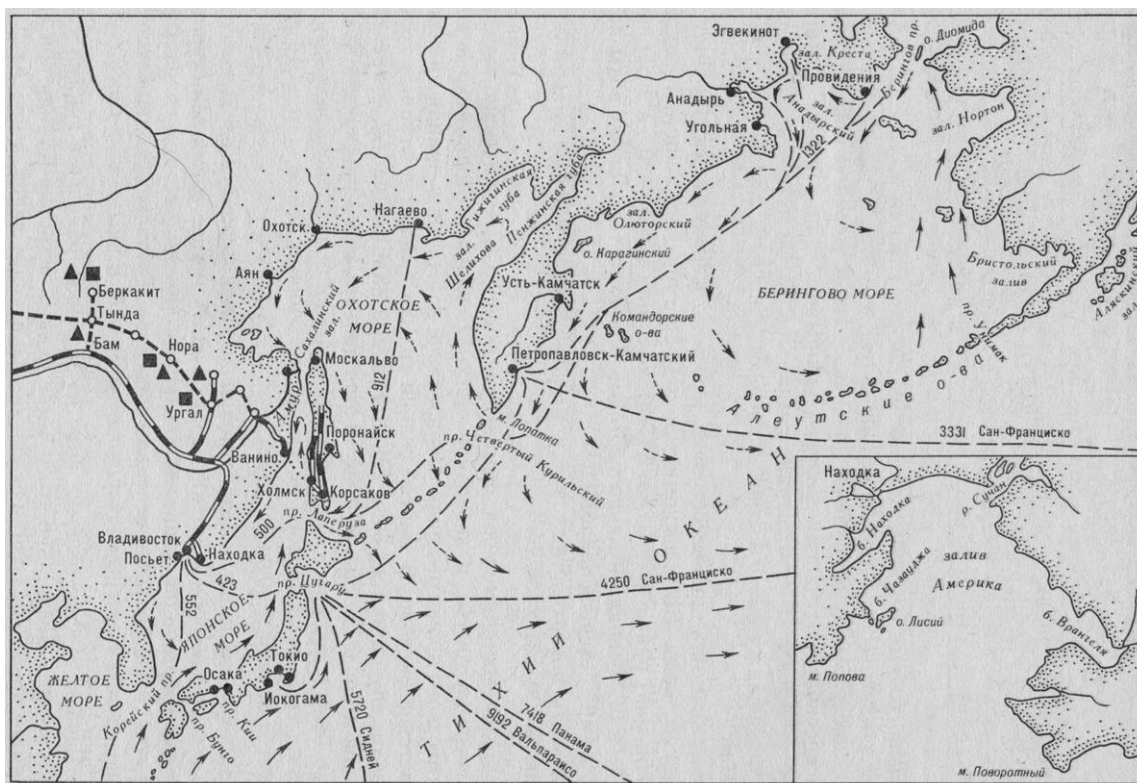 Эгвекинот
зал. Креста
Берингов пр.
о. Диомида
Провидения
Анадырь
зал.
Анадырский
Угольная
зал. Нортон
1322
Гижигинская
губа
Пенжинская губа
Нагаево
зал.
Шелихова
Охотск
зал.
Олюторский
о. Карагинский
Аян
Бристольский
залив
Аляскинский
зал.
Усть-Камчатск
БЕРИНГОВО МОРЕ
Беркакит
ОХОТСКОЕ
МОРЕ
Сахалинский
зал.
Командорские
о-ва
пр. Унимак
Тында
Бам
Нора
Москальво
912
Петропавловск-Камчатский
Алеутские о-ва
Ургал
Амур
м. Лопатка
3331 Сан-Франциско
Поронайск
пр. Четвертый Курильский
Ванино
Холмск
Корсаков
500
пр. Лаперуза
Владивосток
Посьет
Находка
423
пр. Цугару
4250 Сан-Франциско
552
ЯПОНСКОЕ
МОРЕ
ТИХИЙ ОКЕАН
Токио
Осака
Иокогама
ЖЕЛТОЕ
МОРЕ
Корейский пр.
пр. Кии
пр. Бунго
5720 Сидней
7418 Панама
9192 Вальпараисо
Находка
р. Сучан
б. Находка
залив
Америка
б. Чазауджа
о. Лисий
б. Врангеля
м. Попова
м. Поворотный